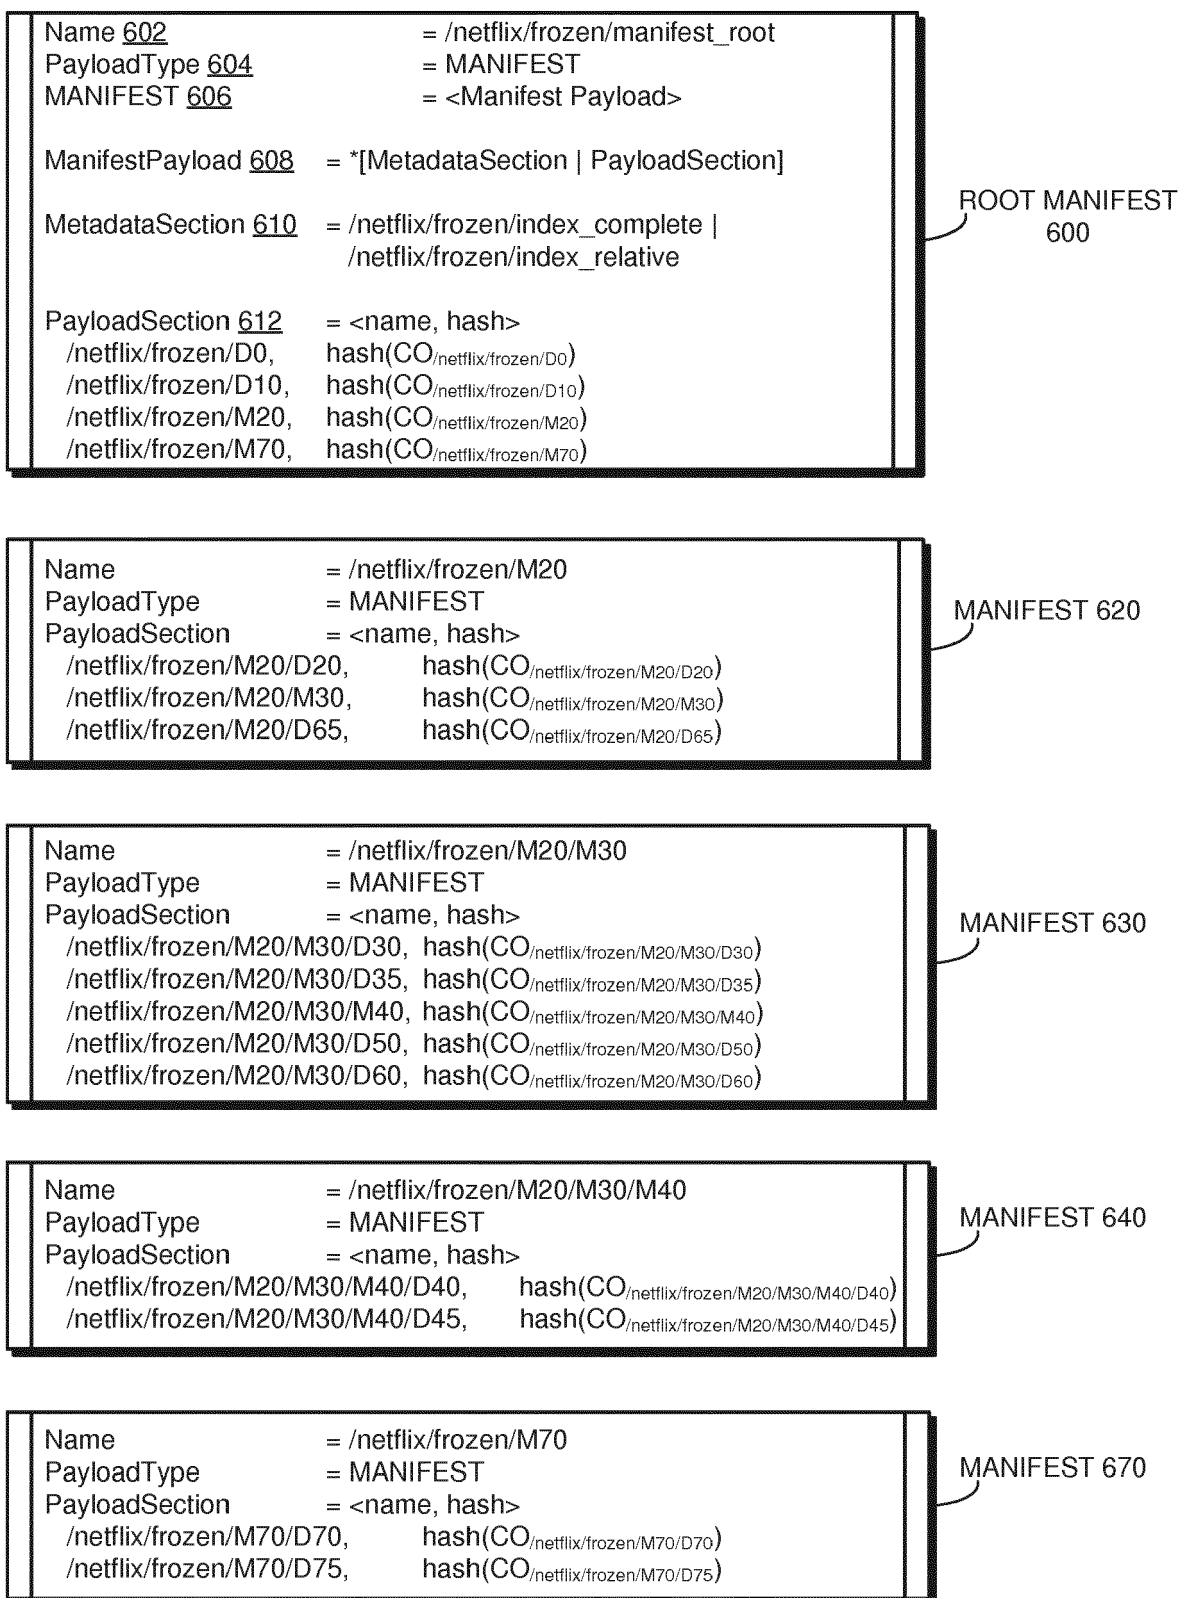 Name 602 = /netflix/frozen/manifest_root
PayloadType 604 = MANIFEST
MANIFEST 606 = <Manifest Payload>
ManifestPayload 608 = *[MetadataSection | PayloadSection]
MetadataSection 610 = /netflix/frozen/index_complete |
/netflix/frozen/index_relative
PayloadSection 612 = <name, hash>
/netflix/frozen/D0, hash(CO/netflix/frozen/D0)
/netflix/frozen/D10, hash(CO/netflix/frozen/D10)
/netflix/frozen/M20, hash(CO/netflix/frozen/M20)
/netflix/frozen/M70, hash(CO/netflix/frozen/M70)
ROOT MANIFEST
600
Name = /netflix/frozen/M20
PayloadType = MANIFEST
PayloadSection = <name, hash>
/netflix/frozen/M20/D20, hash(CO/netflix/frozen/M20/D20)
/netflix/frozen/M20/M30, hash(CO/netflix/frozen/M20/M30)
/netflix/frozen/M20/D65, hash(CO/netflix/frozen/M20/D65)
MANIFEST 620
Name = /netflix/frozen/M20/M30
PayloadType = MANIFEST
PayloadSection = <name, hash>
/netflix/frozen/M20/M30/D30, hash(CO/netflix/frozen/M20/M30/D30)
/netflix/frozen/M20/M30/D35, hash(CO/netflix/frozen/M20/M30/D35)
/netflix/frozen/M20/M30/M40, hash(CO/netflix/frozen/M20/M30/M40)
/netflix/frozen/M20/M30/D50, hash(CO/netflix/frozen/M20/M30/D50)
/netflix/frozen/M20/M30/D60, hash(CO/netflix/frozen/M20/M30/D60)
MANIFEST 630
Name = /netflix/frozen/M20/M30/M40
PayloadType = MANIFEST
PayloadSection = <name, hash>
/netflix/frozen/M20/M30/M40/D40, hash(CO/netflix/frozen/M20/M30/M40/D40)
/netflix/frozen/M20/M30/M40/D45, hash(CO/netflix/frozen/M20/M30/M40/D45)
MANIFEST 640
Name = /netflix/frozen/M70
PayloadType = MANIFEST
PayloadSection = <name, hash>
/netflix/frozen/M70/D70, hash(CO/netflix/frozen/M70/D70)
/netflix/frozen/M70/D75, hash(CO/netflix/frozen/M70/D75)
MANIFEST 670